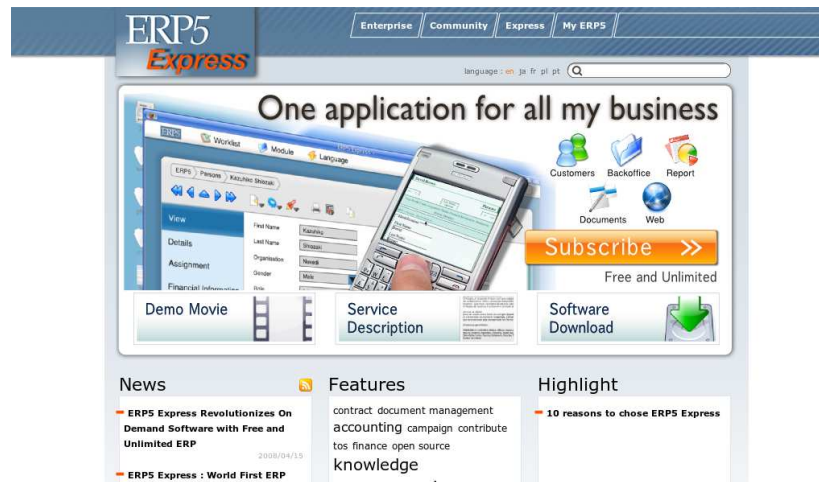 ERP5
Express
Enterprise Community Express My ERP5
language : en ja fr pl pt
One application for all my business
ERP5 Worklist Module Language
ERP5 Persons Kazuhiko Shiozaki
View
Details
Assignment
Financial Information
First Name Kazuhiko
Last Name Shiozaki
Organisation Nexedi
Gender Male
Role
Customers Backoffice Report
Documents Web
Subscribe >>
Free and Unlimited
Demo Movie
Service
Description
Software
Download
News
ERP5 Express Revolutionizes On
Demand Software with Free and
Unlimited ERP
2008/04/15
ERP5 Express : World First ERP
Features
contract document management
accounting campaign contribute
tos finance open source
knowledge
Highlight
10 reasons to chose ERP5 Express